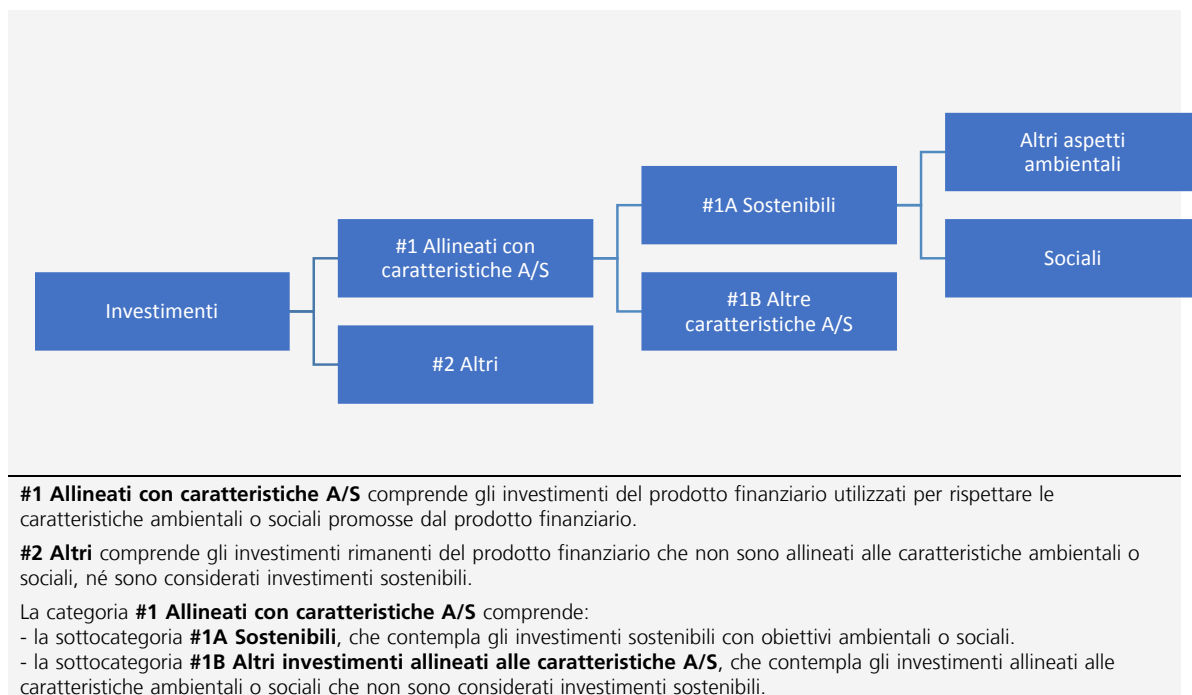 Altri aspetti
ambientali
#1A Sostenibili
#1 Allineati con
caratteristiche A/S
Sociali
#1B Altre
caratteristiche A/S
Investimenti
#2 Altri
#1 Allineati con caratteristiche A/S comprende gli investimenti del prodotto finanziario utilizzati per rispettare le
caratteristiche ambientali o sociali promosse dal prodotto finanziario.
#2 Altri comprende gli investimenti rimanenti del prodotto finanziario che non sono allineati alle caratteristiche ambientali o
sociali, né sono considerati investimenti sostenibili.
La categoria #1 Allineati con caratteristiche A/S comprende:
- la sottocategoria #1A Sostenibili, che contempla gli investimenti sostenibili con obiettivi ambientali o sociali.
- la sottocategoria #1B Altri investimenti allineati alle caratteristiche A/S, che contempla gli investimenti allineati alle
caratteristiche ambientali o sociali che non sono considerati investimenti sostenibili.